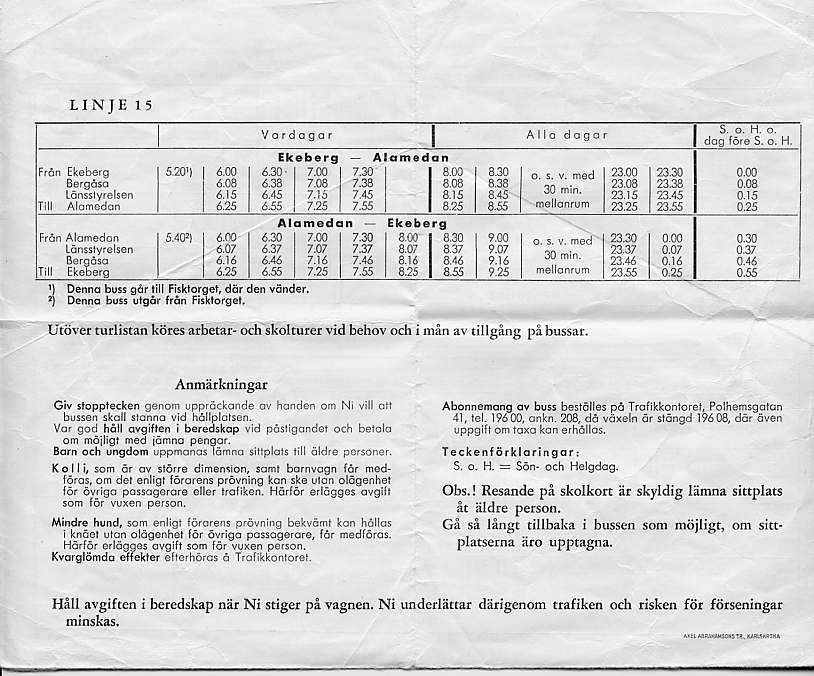 LINJE 15
Vardagar Alla dagar S. o. H. o.
dag före S. o. H.
Ekeberg — Alamedan
Från Ekeberg 5.20¹) 6.00 6.30 7.00 7.30 8.00 8.30 o. s. v. med 23.00 23.30 0.00
Bergåsa 6.08 6.38 7.08 7.38 8.08 8.38 30 min. 23.08 23.38 0.08
Länsstyrelsen 6.15 6.45 7.15 7.45 8.15 8.45 mellanrum 23.15 23.45 0.15
Till Alamedan 6.25 6.55 7.25 7.55 8.25 8.55 23.25 23.55 0.25
Alamedan — Ekeberg
Från Alamedan 5.40²) 6.00 6.30 7.00 7.30 8.00 8.30 9.00 o. s. v. med 23.30 0.00 0.30
Länsstyrelsen 6.07 6.37 7.07 7.37 8.07 8.37 9.07 30 min. 23.37 0.07 0.37
Bergåsa 6.16 6.46 7.16 7.46 8.16 8.46 9.16 mellanrum 23.46 0.16 0.46
Till Ekeberg 6.25 6.55 7.25 7.55 8.25 8.55 9.25 23.55 0.25 0.55
¹) Denna buss går till Fisktorget, där den vänder.
²) Denna buss utgår från Fisktorget.
Utöver turlistan köres arbetar- och skolturer vid behov och i mån av tillgång på bussar.
Anmärkningar
Giv stopptecken genom uppräckande av handen om Ni vill att
bussen skall stanna vid hållplatsen.
Var god håll avgiften i beredskap vid påstigandet och betala
om möjligt med jämna pengar.
Barn och ungdom uppmanas lämna sittplats till äldre personer.
Kolli, som är av större dimension, samt barnvagn får med-
föras, om det enligt förarens prövning kan ske utan olägenhet
för övriga passagerare eller trafiken. Härför erlägges avgift
som för vuxen person.
Mindre hund, som enligt förarens prövning bekvämt kan hållas
i knäet utan olägenhet för övriga passagerare, får medföras.
Härför erlägges avgift som för vuxen person.
Kvarglömda effekter efterhöras å Trafikkontoret.
Abonnemang av buss beställes på Trafikkontoret, Polhemsgatan
41, tel. 196 00, ankn. 208, då växeln är stängd 196 08, där även
uppgift om taxa kan erhållas.
Teckenförklaringar:
S. o. H. = Sön- och Helgdag.
Obs.! Resande på skolkort är skyldig lämna sittplats
åt äldre person.
Gå så långt tillbaka i bussen som möjligt, om sitt-
platserna äro upptagna.
Håll avgiften i beredskap när Ni stiger på vagnen. Ni underlättar därigenom trafiken och risken för förseningar
minskas.
AXEL ABRAHAMSONS TR., KARLSKRONA